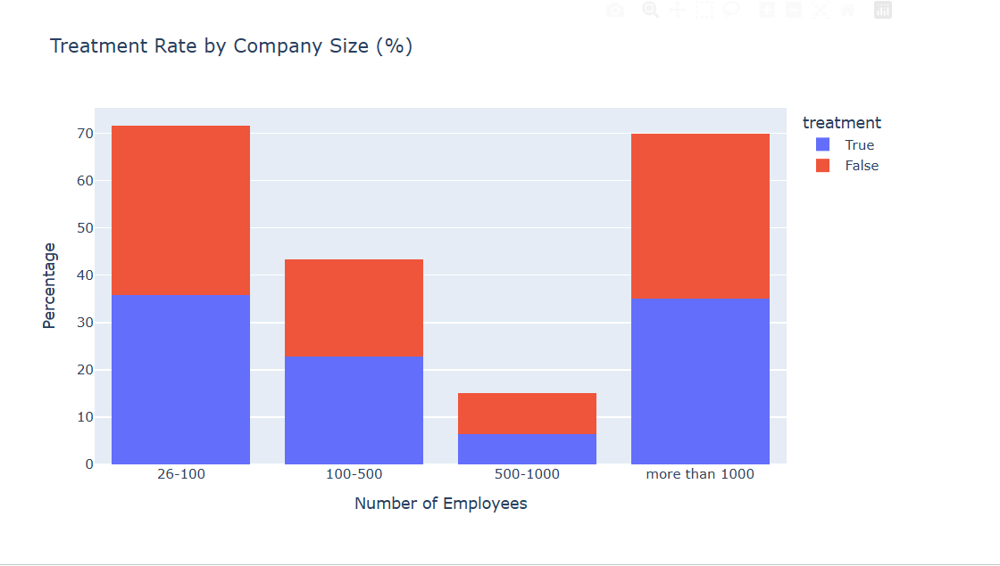 Treatment Rate by Company Size (%)
treatment
True
False
Percentage
70
60
50
40
30
20
10
0
26-100 100-500 500-1000 more than 1000
Number of Employees